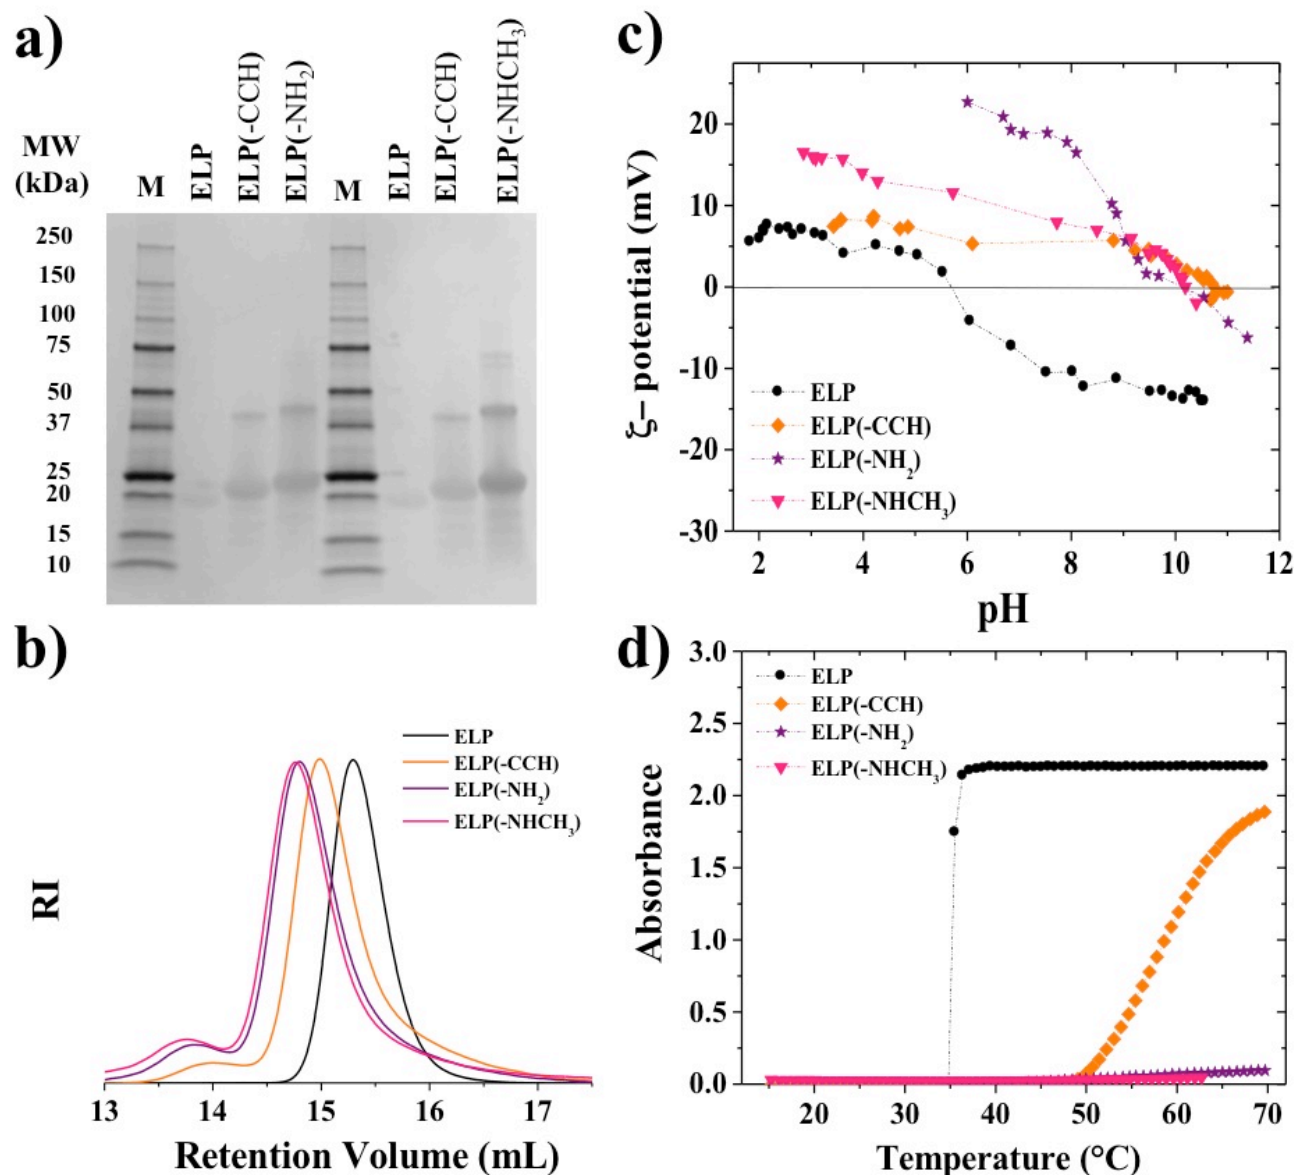 a)
MW
(kDa)
M
ELP
ELP(-CCH)
ELP(-NH₂)
M
ELP
ELP(-CCH)
ELP(-NHCH₃)
250
150
100
75
50
37
25
20
15
10
b)
RI
ELP
ELP(-CCH)
ELP(-NH₂)
ELP(-NHCH₃)
13 14 15 16 17
Retention Volume (mL)
c)
ζ– potential (mV)
20
10
0
-10
-20
-30
ELP
ELP(-CCH)
ELP(-NH₂)
ELP(-NHCH₃)
2 4 6 8 10 12
pH
d)
Absorbance
3.0
2.5
2.0
1.5
1.0
0.5
0.0
ELP
ELP(-CCH)
ELP(-NH₂)
ELP(-NHCH₃)
20 30 40 50 60 70
Temperature (°C)